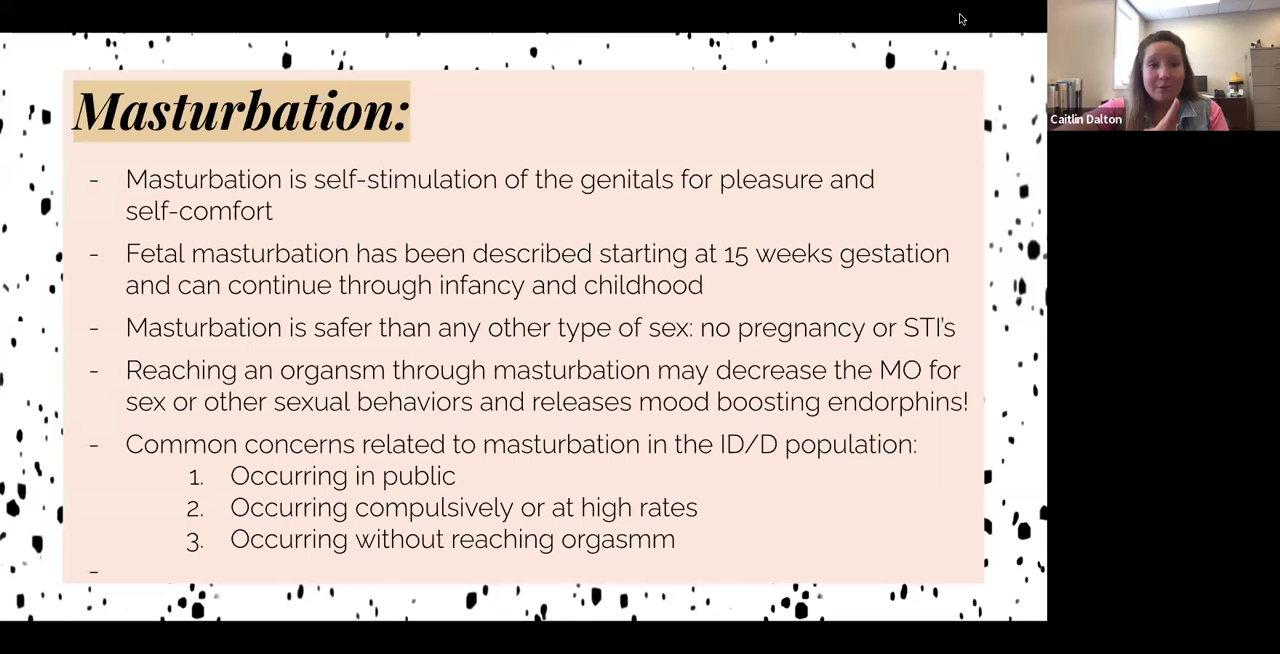 Masturbation:
- Masturbation is self-stimulation of the genitals for pleasure and
self-comfort
- Fetal masturbation has been described starting at 15 weeks gestation
and can continue through infancy and childhood
- Masturbation is safer than any other type of sex: no pregnancy or STI's
- Reaching an organsm through masturbation may decrease the MO for
sex or other sexual behaviors and releases mood boosting endorphins!
- Common concerns related to masturbation in the ID/D population:
1. Occurring in public
2. Occurring compulsively or at high rates
3. Occurring without reaching orgasmm
-
Caitlin Dalton